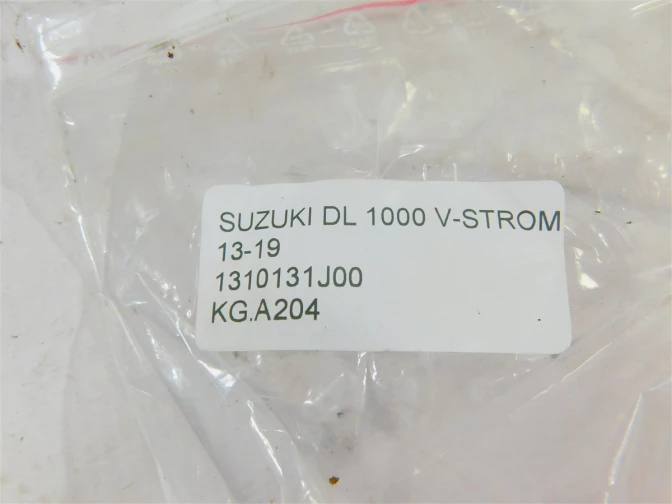 SUZUKI DL 1000 V-STROM
13-19
1310131J00
KG.A204